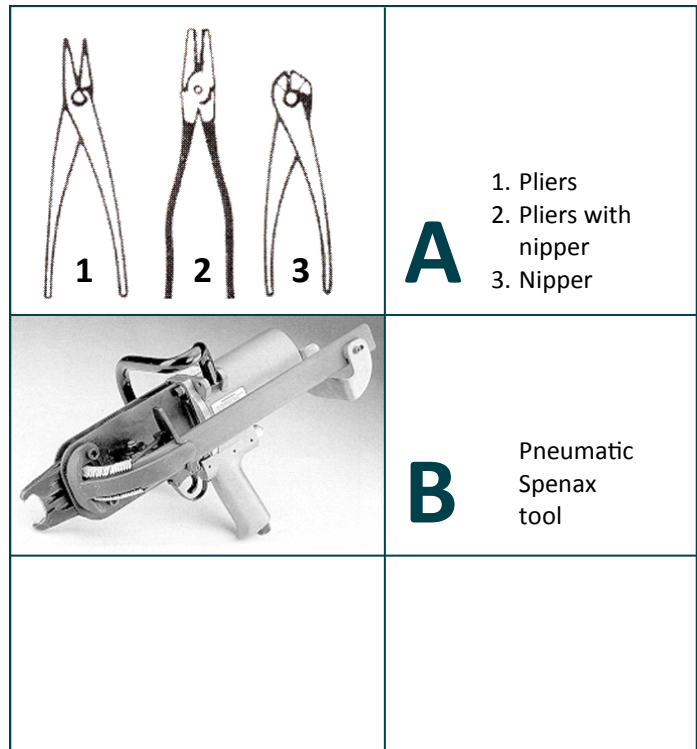 1 2 3
A
1. Pliers
2. Pliers with
nipper
3. Nipper
B
Pneumatic
Spenax
tool